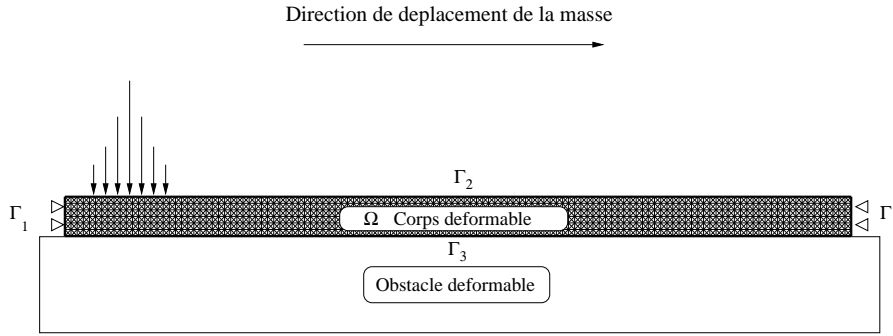 Direction de deplacement de la masse
Γ2
Γ1
Ω Corps deformable
Γ
Γ3
Obstacle deformable